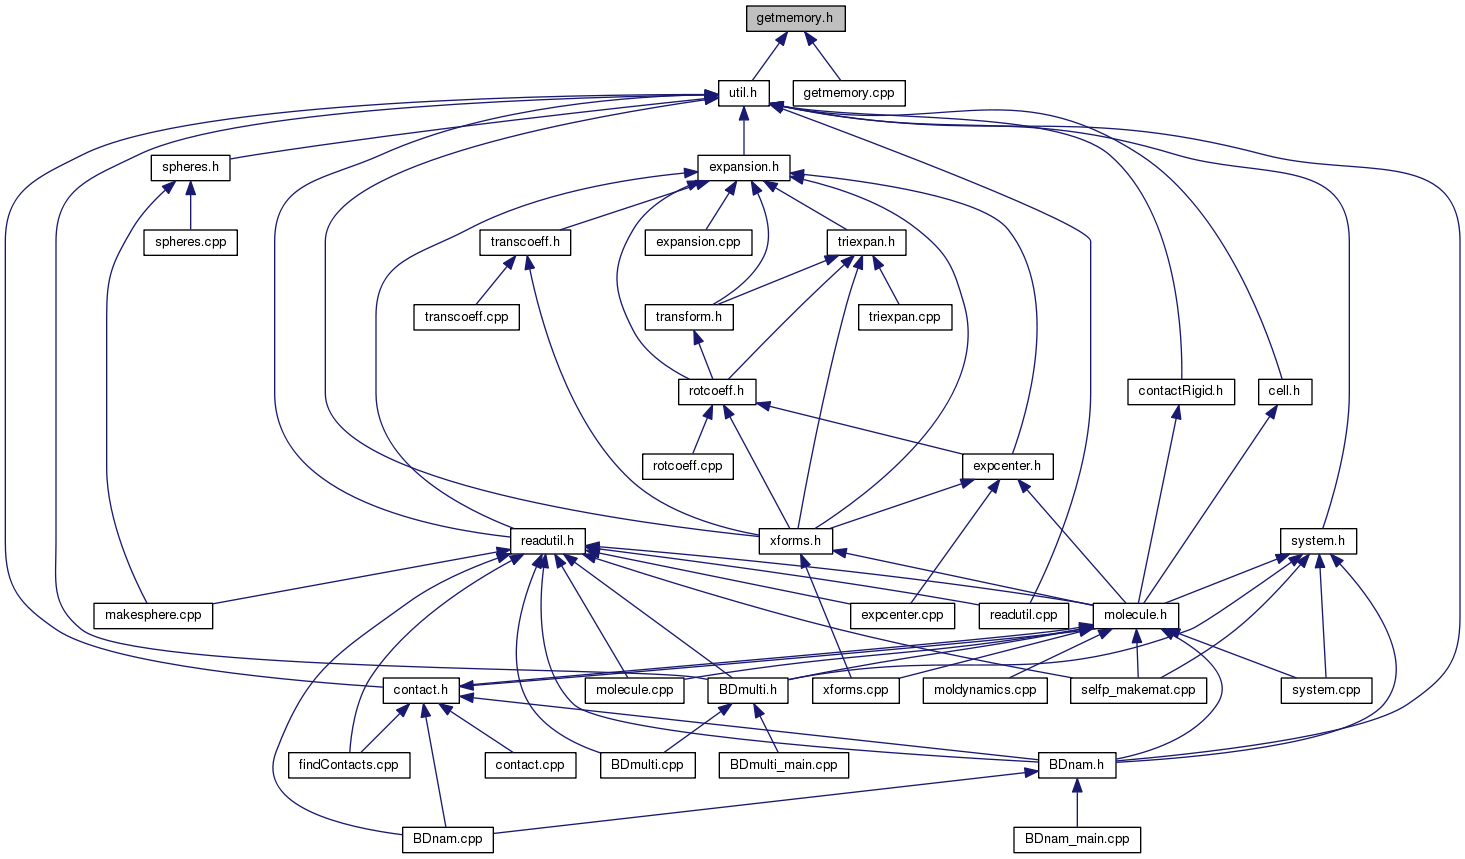 getmemory.h
util.h
getmemory.cpp
spheres.h
expansion.h
spheres.cpp
transcoeff.h
expansion.cpp
triexpan.h
transcoeff.cpp
transform.h
triexpan.cpp
rotcoeff.h
contactRigid.h
cell.h
rotcoeff.cpp
expcenter.h
readutil.h
xforms.h
system.h
makesphere.cpp
expcenter.cpp
readutil.cpp
molecule.h
contact.h
molecule.cpp
BDmulti.h
xforms.cpp
moldynamics.cpp
selfp_makemat.cpp
system.cpp
findContacts.cpp
contact.cpp
BDmulti.cpp
BDmulti_main.cpp
BDnam.h
BDnam.cpp
BDnam_main.cpp